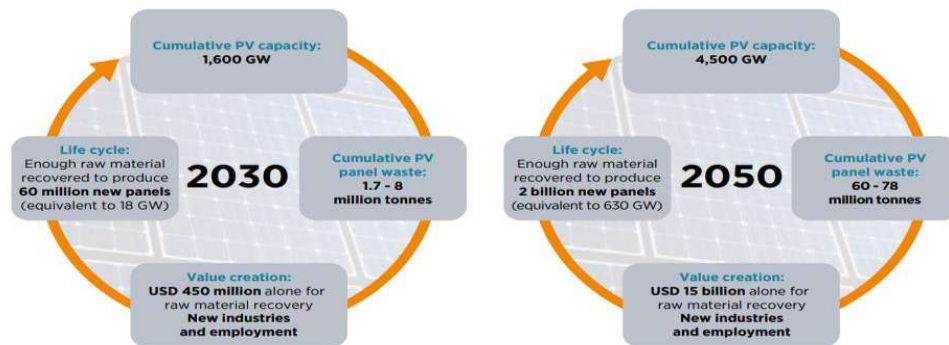 Cumulative PV capacity:
1,600 GW
Life cycle:
Enough raw material
recovered to produce
60 million new panels
(equivalent to 18 GW)
2030
Cumulative PV
panel waste:
1.7 - 8
million tonnes
Value creation:
USD 450 million alone for
raw material recovery
New industries
and employment
Cumulative PV capacity:
4,500 GW
Life cycle:
Enough raw material
recovered to produce
2 billion new panels
(equivalent to 630 GW)
2050
Cumulative PV
panel waste:
60 - 78
million tonnes
Value creation:
USD 15 billion alone for
raw material recovery
New industries
and employment